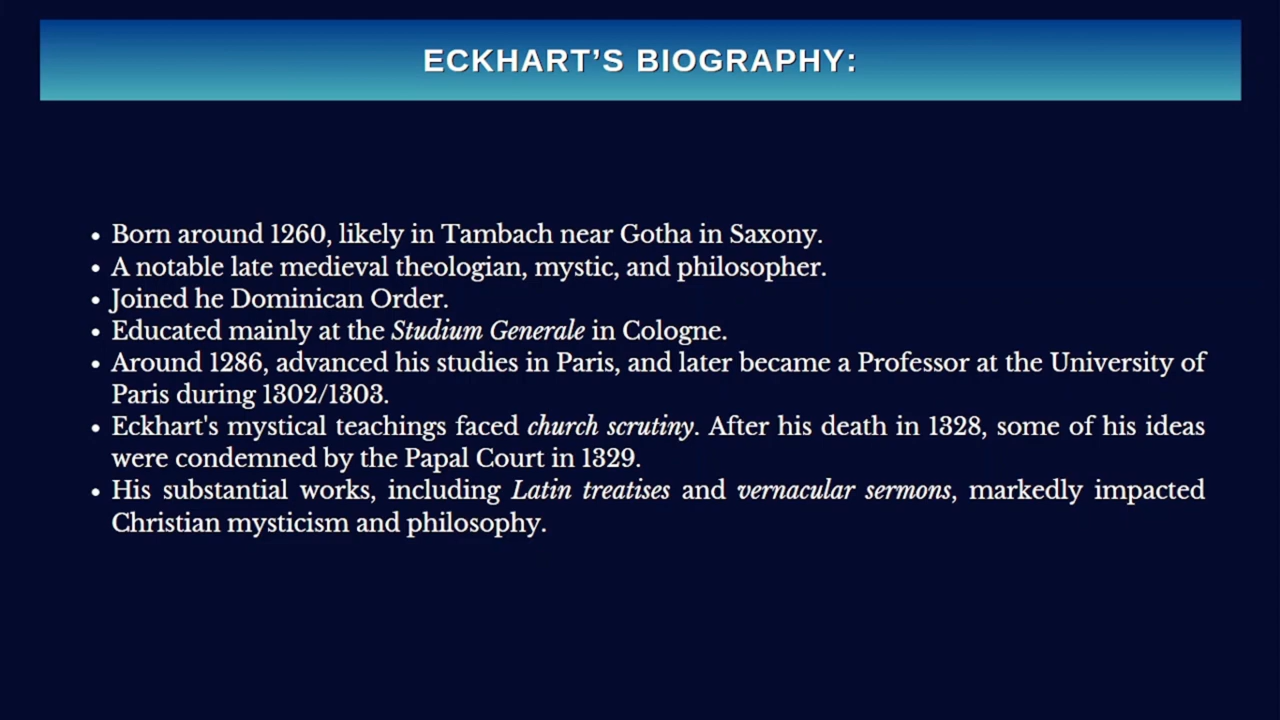 ECKHART’S BIOGRAPHY:
• Born around 1260, likely in Tambach near Gotha in Saxony.
• A notable late medieval theologian, mystic, and philosopher.
• Joined he Dominican Order.
• Educated mainly at the Studium Generale in Cologne.
• Around 1286, advanced his studies in Paris, and later became a Professor at the University of
Paris during 1302/1303.
• Eckhart's mystical teachings faced church scrutiny. After his death in 1328, some of his ideas
were condemned by the Papal Court in 1329.
• His substantial works, including Latin treatises and vernacular sermons, markedly impacted
Christian mysticism and philosophy.